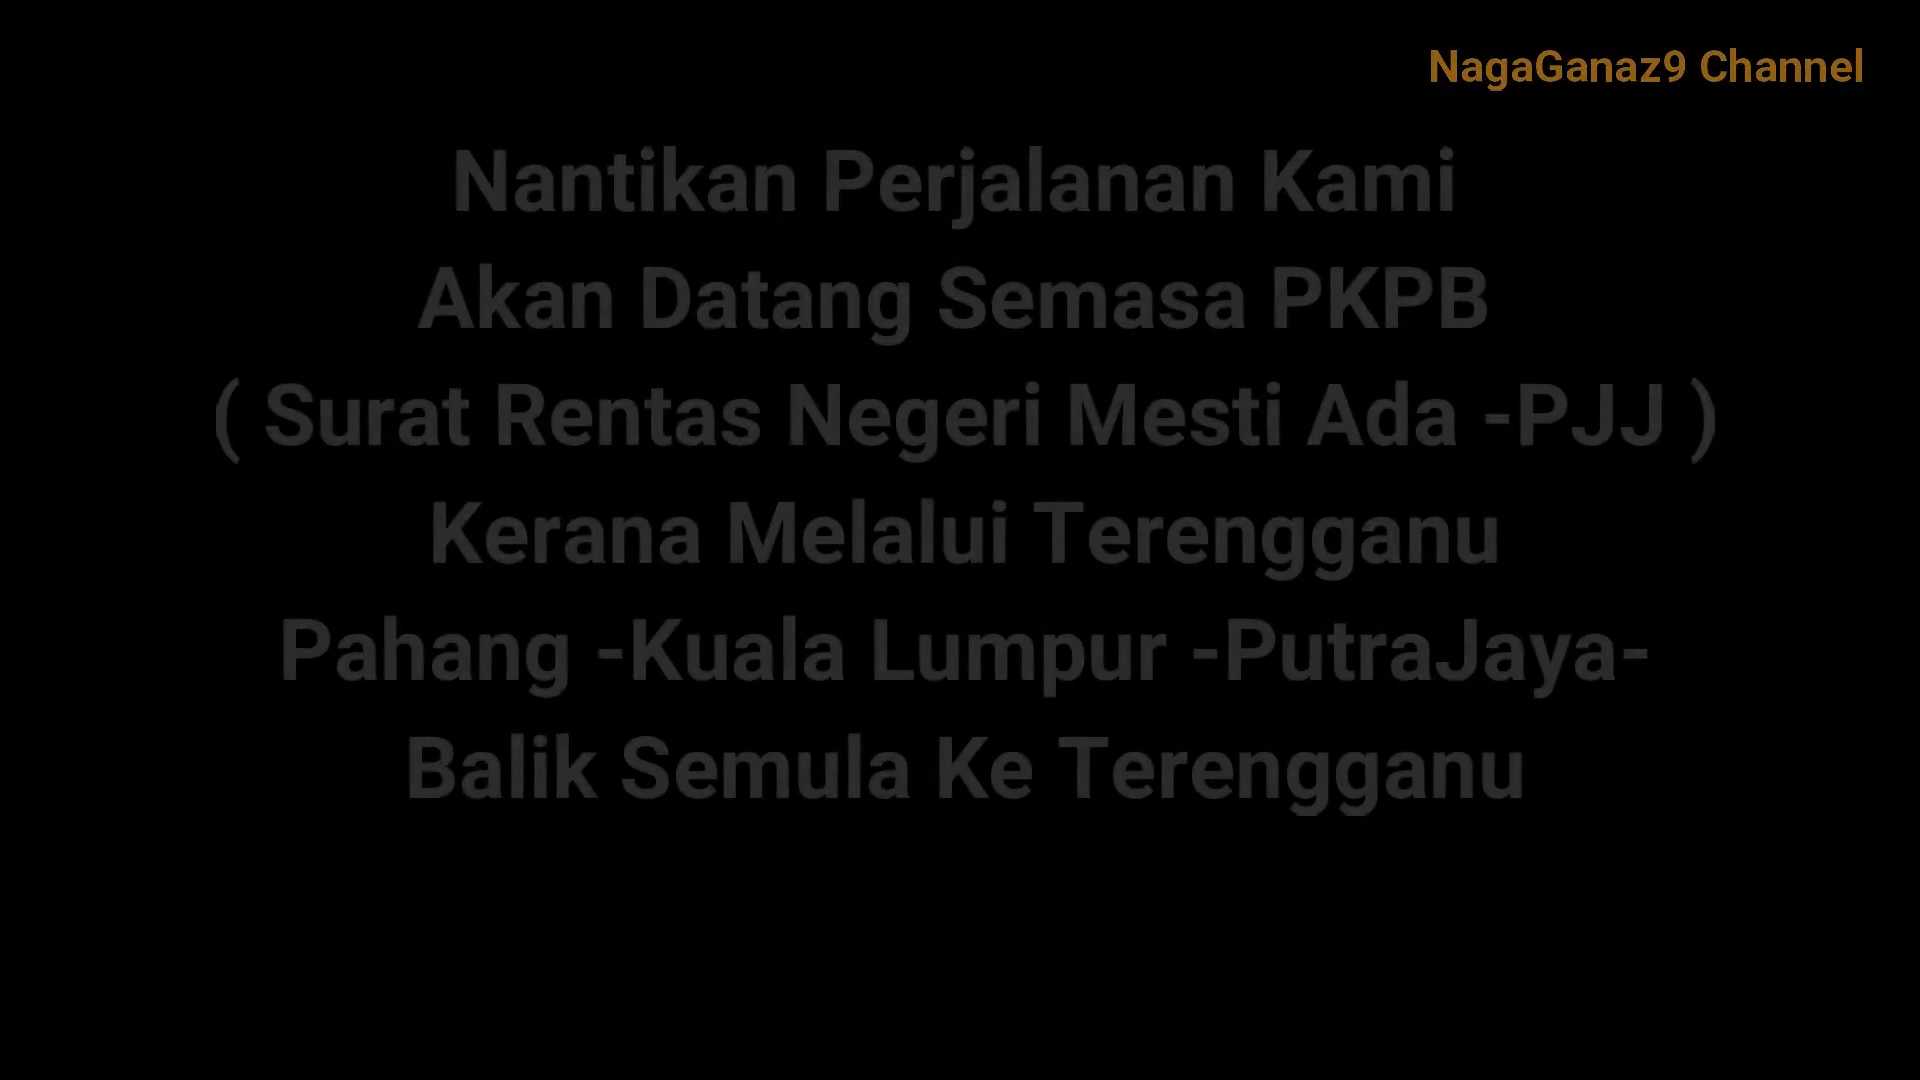 NagaGanaz9 Channel
Nantikan Perjalanan Kami
Akan Datang Semasa PKPB
( Surat Rentas Negeri Mesti Ada -PJJ )
Kerana Melalui Terengganu
Pahang -Kuala Lumpur -PutraJaya-
Balik Semula Ke Terengganu